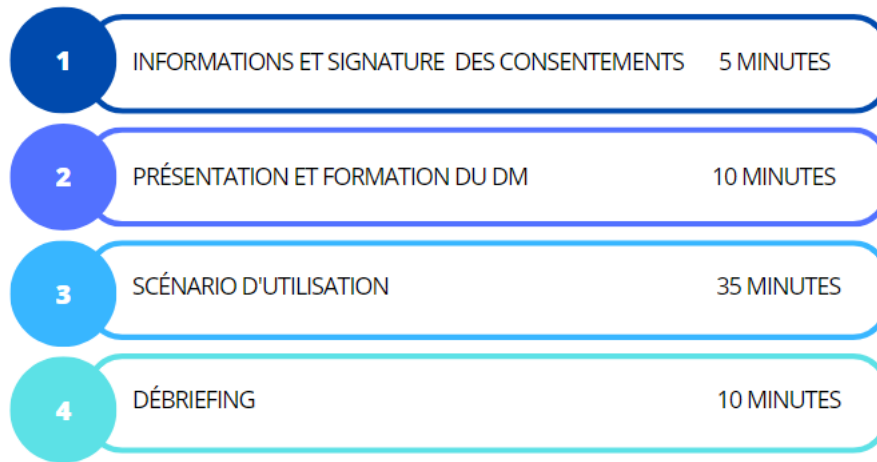 1 INFORMATIONS ET SIGNATURE DES CONSENTEMENTS 5 MINUTES
2 PRÉSENTATION ET FORMATION DU DM 10 MINUTES
3 SCÉNARIO D'UTILISATION 35 MINUTES
4 DÉBRIEFING 10 MINUTES